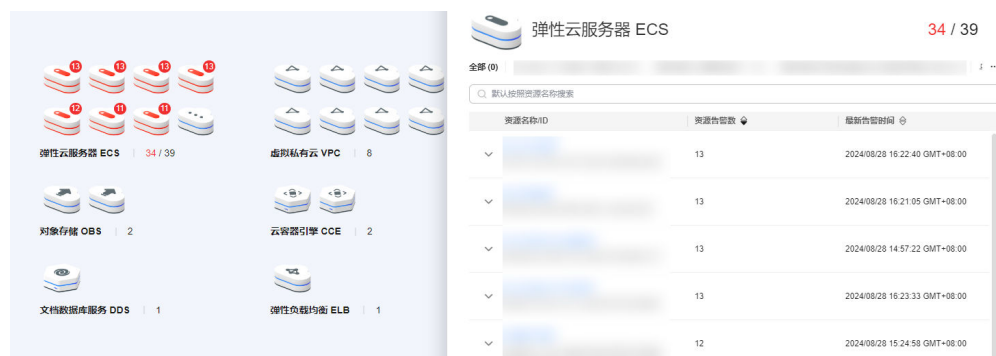 13 13 13 13
12 11 11
弹性云服务器 ECS 34 / 39
虚拟私有云 VPC 8
对象存储 OBS 2
云容器引擎 CCE 2
文档数据库服务 DDS 1
弹性负载均衡 ELB 1
弹性云服务器 ECS 34 / 39
全部 (0)
默认按照资源名称搜索
资源名称/ID 资源告警数 最新告警时间
13 2024/08/28 16:22:40 GMT+08:00
13 2024/08/28 16:21:05 GMT+08:00
13 2024/08/28 14:57:22 GMT+08:00
13 2024/08/28 16:23:33 GMT+08:00
12 2024/08/28 15:24:58 GMT+08:00